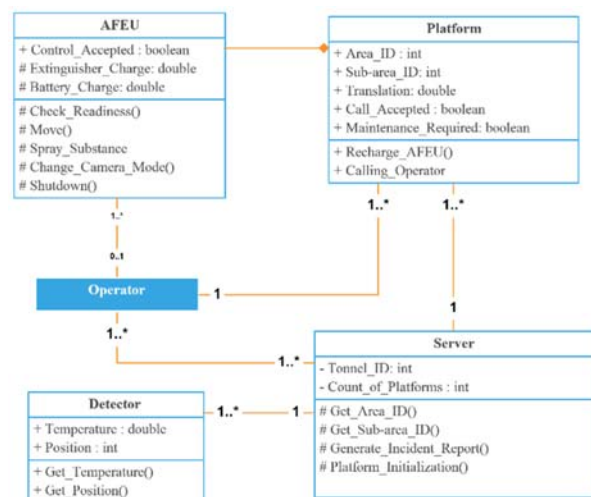 AFEU
+ Control_Accepted : boolean
# Extinguisher_Charge: double
# Battery_Charge: double
# Check_Readiness()
# Move()
# Spray_Substance
# Change_Camera_Mode()
# Shutdown()
Platform
+ Area_ID : int
+ Sub-area_ID: int
+ Translation: double
+ Call_Accepted : boolean
+ Maintenance_Required: boolean
+ Recharge_AFEU()
+ Calling_Operator
1..*
0..1
1..*
1..*
Operator
1
1
1..*
1..*
Server
- Tonnel_ID: int
- Count_of_Platforms : int
# Get_Area_ID()
# Get_Sub-area_ID()
# Generate_Incident_Report()
# Platform_Initialization()
Detector
+ Temperature : double
+ Position : int
+ Get_Temperature()
+ Get_Position()
1..*
1